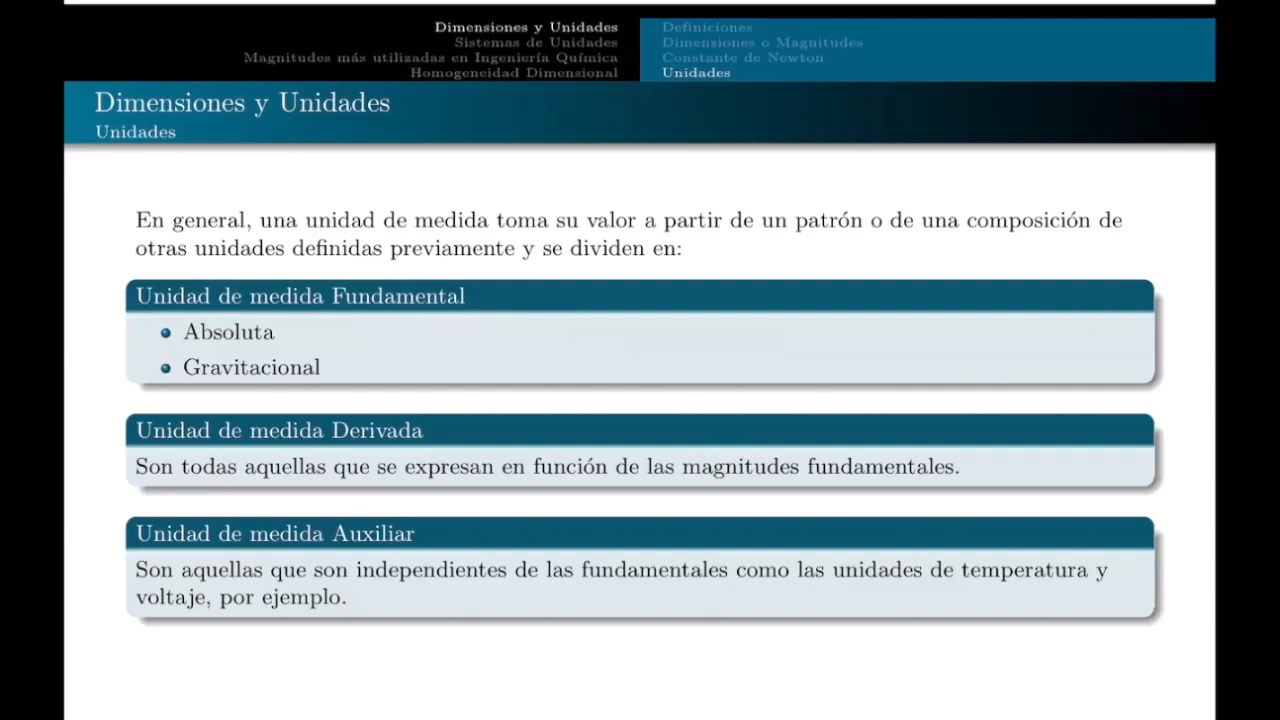 Dimensiones y Unidades
Sistemas de Unidades
Magnitudes más utilizadas en Ingeniería Química
Homogeneidad Dimensional
Definiciones
Dimensiones o Magnitudes
Constante de Newton
Unidades
Dimensiones y Unidades
Unidades
En general, una unidad de medida toma su valor a partir de un patrón o de una composición de
otras unidades definidas previamente y se dividen en:
Unidad de medida Fundamental
Absoluta
Gravitacional
Unidad de medida Derivada
Son todas aquellas que se expresan en función de las magnitudes fundamentales.
Unidad de medida Auxiliar
Son aquellas que son independientes de las fundamentales como las unidades de temperatura y
voltaje, por ejemplo.